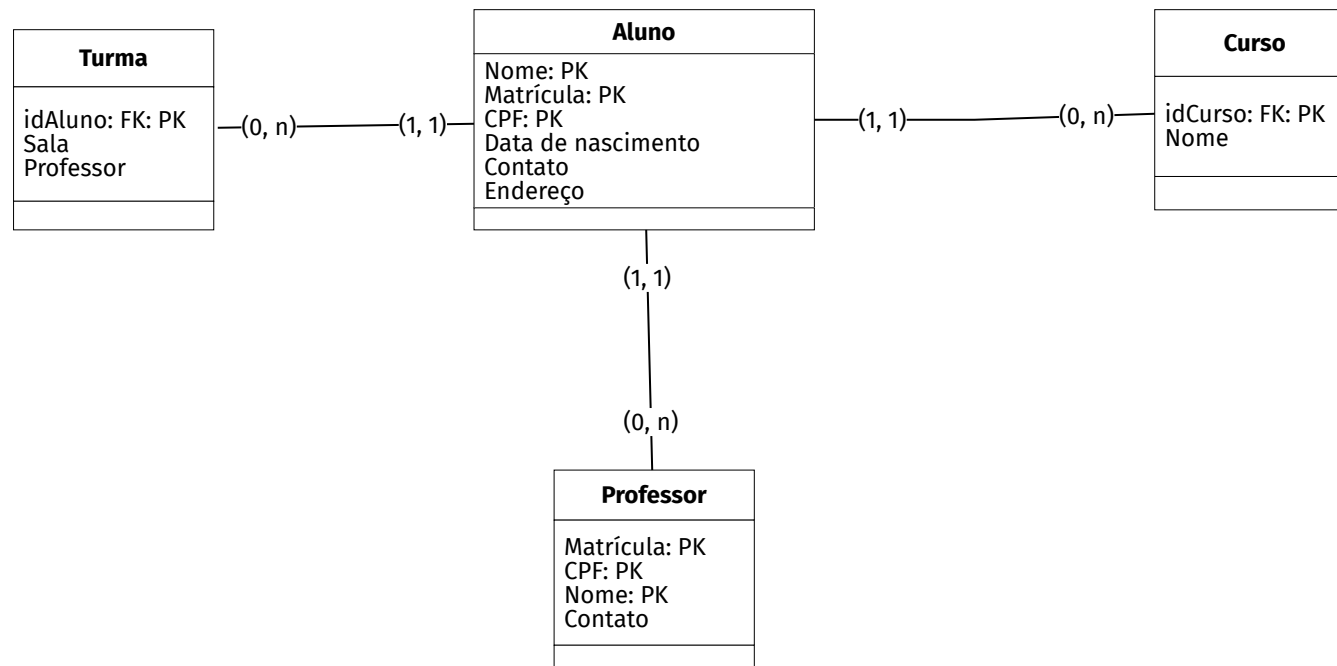 Turma
idAluno: FK: PK
Sala
Professor
(0, n)
(1, 1)
Aluno
Nome: PK
Matrícula: PK
CPF: PK
Data de nascimento
Contato
Endereço
(1, 1)
(0, n)
Curso
idCurso: FK: PK
Nome
(1, 1)
(0, n)
Professor
Matrícula: PK
CPF: PK
Nome: PK
Contato